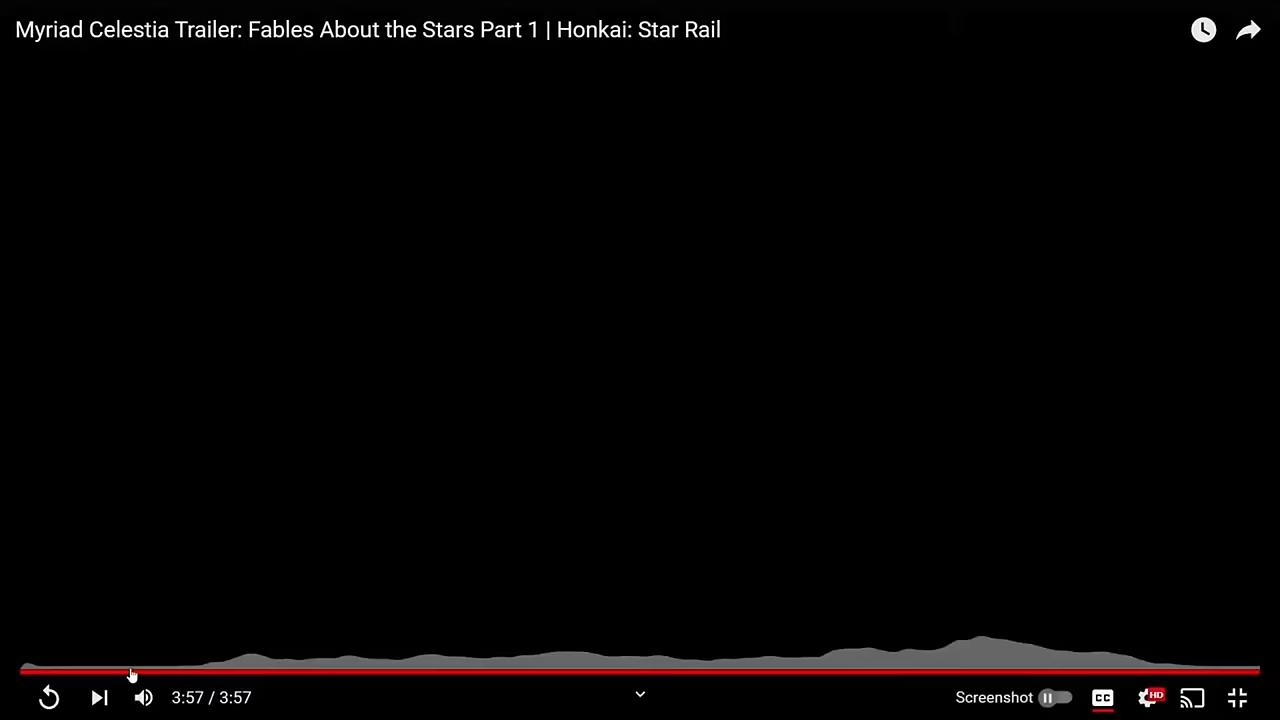 Myriad Celestia Trailer: Fables About the Stars Part 1 | Honkai: Star Rail
3:57 / 3:57
Screenshot
CC
HD